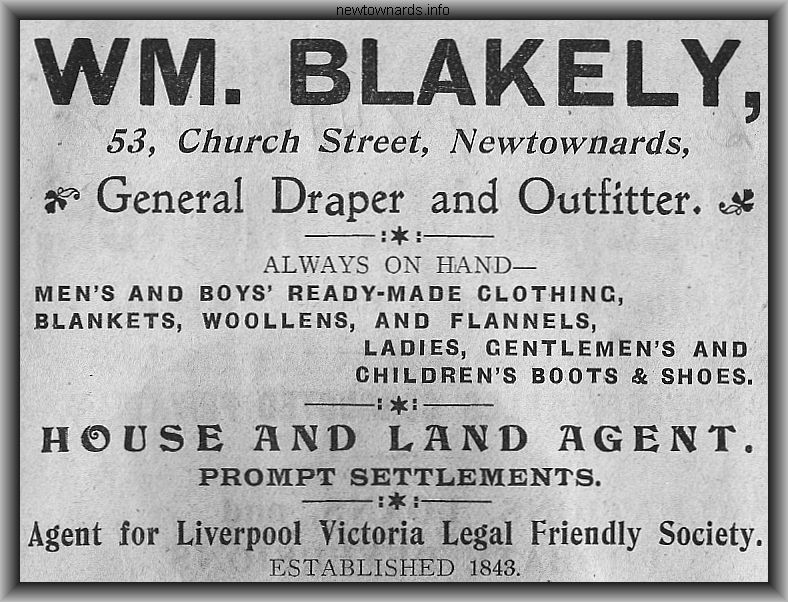 newtownards.info
WM. BLAKELY,
53, Church Street, Newtownards,
General Draper and Outfitter.
ALWAYS ON HAND—
MEN'S AND BOYS' READY-MADE CLOTHING,
BLANKETS, WOOLLENS, AND FLANNELS,
LADIES, GENTLEMEN'S AND
CHILDREN'S BOOTS & SHOES.
HOUSE AND LAND AGENT.
PROMPT SETTLEMENTS.
Agent for Liverpool Victoria Legal Friendly Society.
ESTABLISHED 1843.